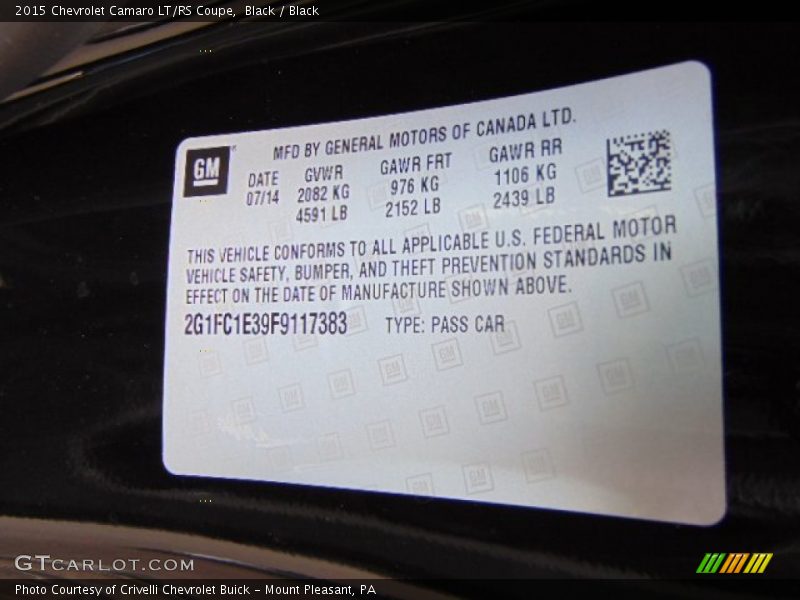 2015 Chevrolet Camaro LT/RS Coupe, Black / Black
GM
MFD BY GENERAL MOTORS OF CANADA LTD.
DATE GVWR GAWR FRT GAWR RR
07/14 2082 KG 976 KG 1106 KG
4591 LB 2152 LB 2439 LB
THIS VEHICLE CONFORMS TO ALL APPLICABLE U.S. FEDERAL MOTOR
VEHICLE SAFETY, BUMPER, AND THEFT PREVENTION STANDARDS IN
EFFECT ON THE DATE OF MANUFACTURE SHOWN ABOVE.
2G1FC1E39F9117383 TYPE: PASS CAR
GTCARLOT.COM
Photo Courtesy of Crivelli Chevrolet Buick - Mount Pleasant, PA